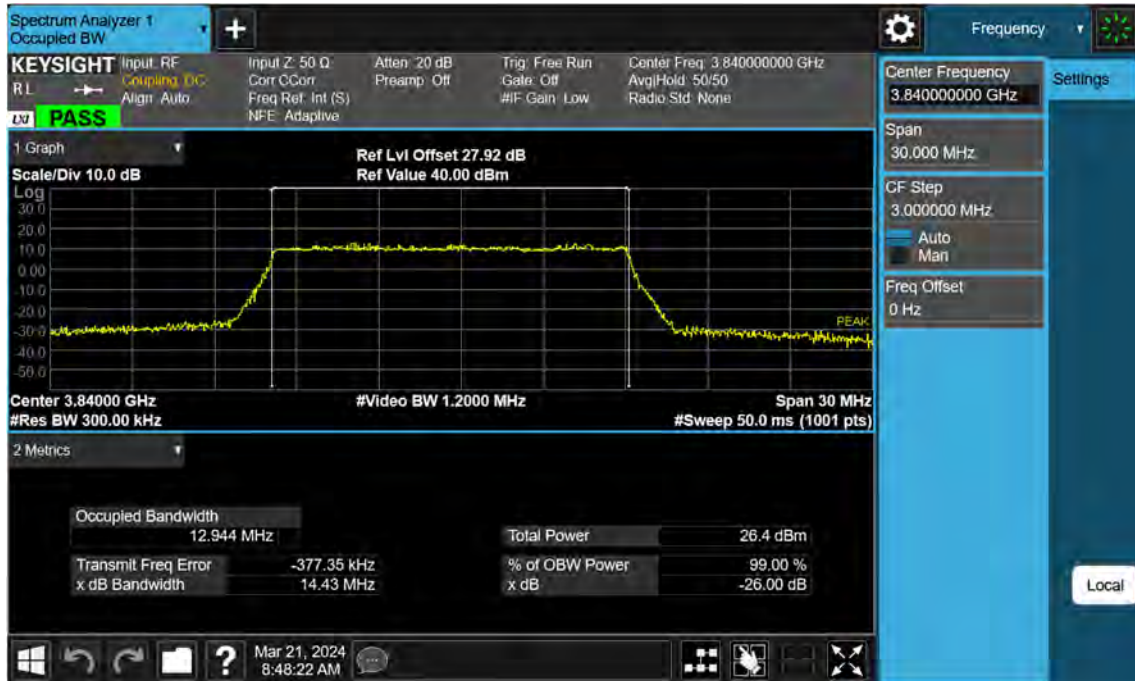 Spectrum Analyzer 1
Occupied BW
Frequency
KEYSIGHT
RL
LXI
PASS
Input: RF
Coupling: DC
Align: Auto
Input Z: 50 Ω
Corr CCorr
Freq Ref: Int (S)
NFE: Adaptive
Atten: 20 dB
Preamp: Off
Trig: Free Run
Gate: Off
#IF Gain: Low
Center Freq: 3.840000000 GHz
Avg|Hold: 50/50
Radio Std: None
Center Frequency
3.840000000 GHz
Settings
Span
30.000 MHz
CF Step
3.000000 MHz
Auto
Man
Freq Offset
0 Hz
1 Graph
Scale/Div 10.0 dB
Ref Lvl Offset 27.92 dB
Ref Value 40.00 dBm
Log
30.0
20.0
10.0
0.00
-10.0
-20.0
-30.0
-40.0
-50.0
PEAK
Center 3.84000 GHz
#Video BW 1.2000 MHz
Span 30 MHz
#Res BW 300.00 kHz
#Sweep 50.0 ms (1001 pts)
2 Metrics
Occupied Bandwidth
12.944 MHz
Total Power 26.4 dBm
Transmit Freq Error -377.35 kHz
% of OBW Power 99.00 %
x dB Bandwidth 14.43 MHz
x dB -26.00 dB
Local
?
Mar 21, 2024
8:48:22 AM